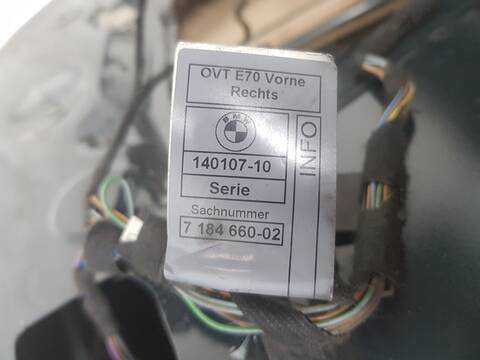 OVT E70 Vorne
Rechts
BMW
140107-10
Serie
Sachnummer
7 184 660-02
INFO